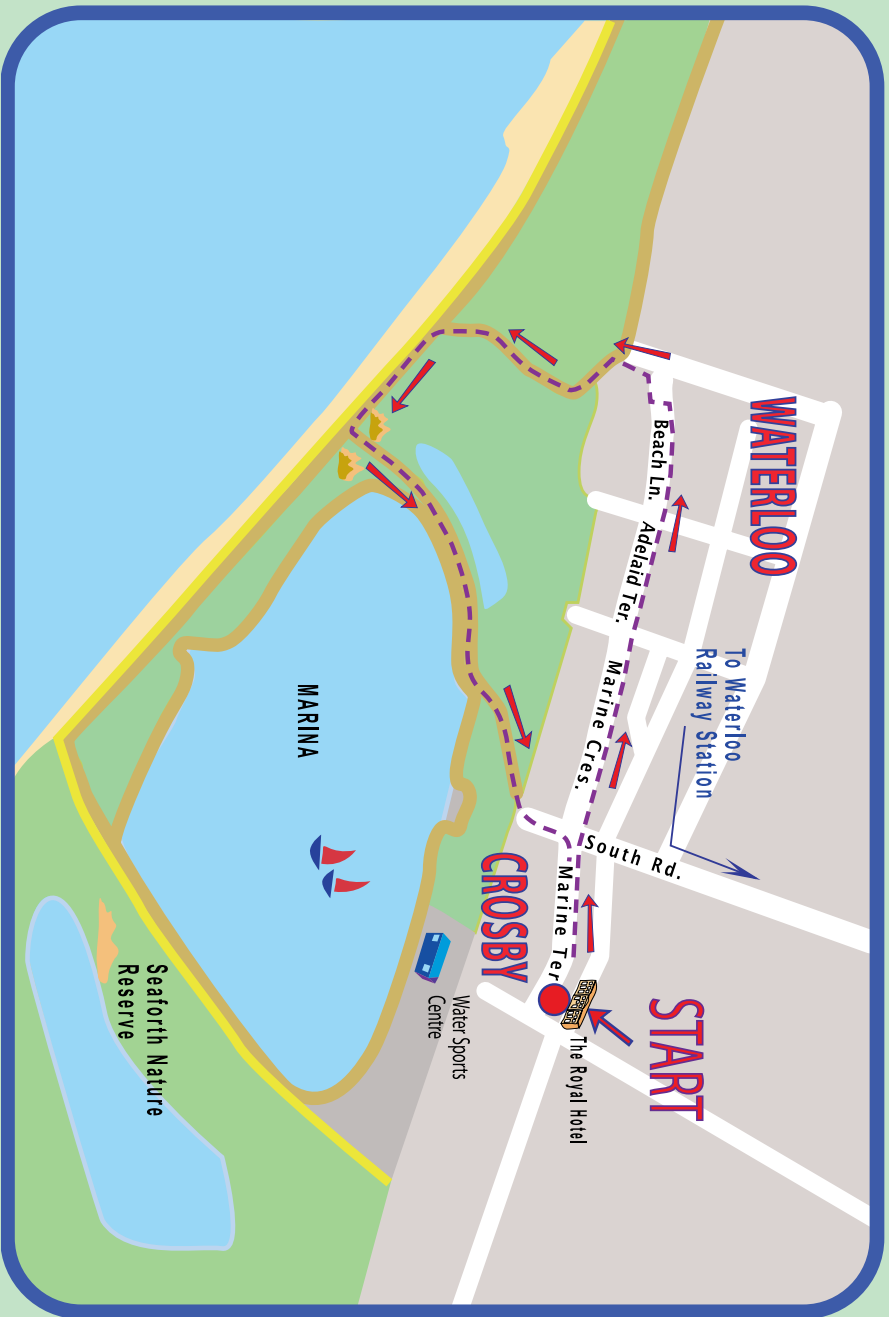 WATERLOO
To Waterloo
Railway Station
START
Beach Ln.
Adelaid Ter.
Marine Cres.
South Rd.
Marine Ter
The Royal Hotel
CROSBY
Water Sports
Centre
MARINA
Seaforth Nature
Reserve